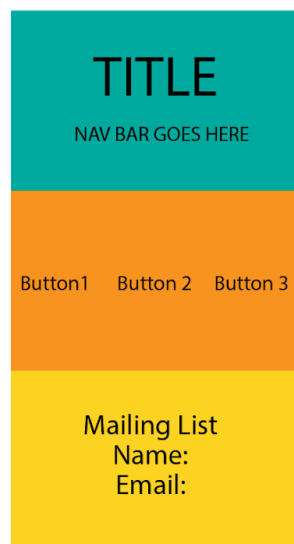 TITLE
NAV BAR GOES HERE
Button1 Button 2 Button 3
Mailing List
Name:
Email: